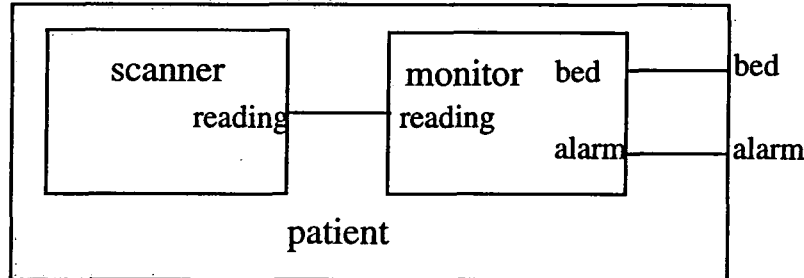 scanner
reading
monitor
reading
bed
alarm
bed
alarm
patient